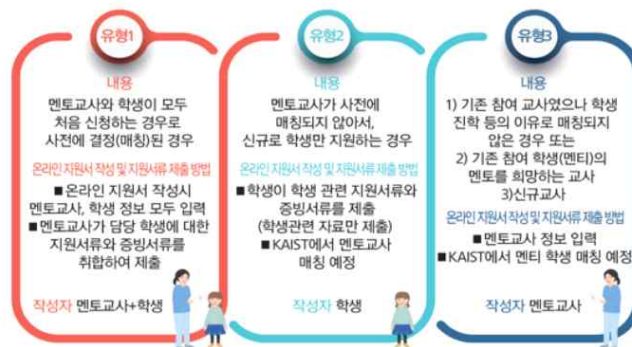 유형1
내용
멘토교사와 학생이 모두
처음 신청하는 경우로
사전에 결정(매칭)된 경우
온라인 지원서 작성 및 지원서류 제출 방법
■온라인 지원서 작성시
멘토교사, 학생 정보 모두 입력
■멘토교사가 담당 학생에 대한
지원서류와 증빙서류를
취합하여 제출
작성자 멘토교사+학생
유형2
내용
멘토교사가 사전에
매칭되지 않아서,
신규로 학생만 지원하는 경우
온라인 지원서 작성 및 지원서류 제출 방법
■학생이 학생 관련 지원서류와
증빙서류를 제출
(학생관련 자료만 제출)
■KAIST에서 멘토교사
매칭 예정
작성자 학생
유형3
내용
1) 기존 참여 교사였으나 학생
진학 등의 이유로 매칭되지
않은 경우 또는
2) 기존 참여 학생(멘티)의
멘토를 희망하는 교사
3)신규교사
온라인 지원서 작성 및 지원서류 제출 방법
■멘토교사 정보 입력
■KAIST에서 멘티 학생 매칭 예정
작성자 멘토교사